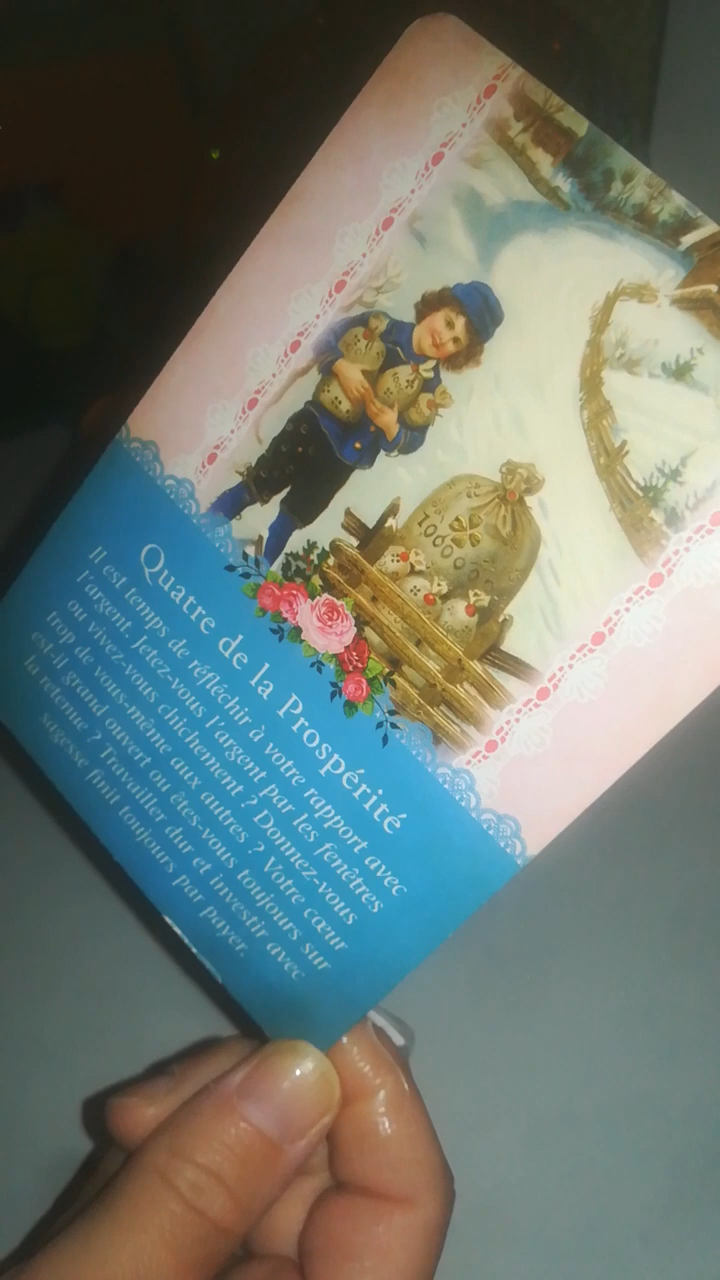 10000
Quatre de la Prospérité
Il est temps de réfléchir à votre rapport avec
l'argent. Jetez-vous l'argent par les fenêtres
ou vivez-vous chichement ? Donnez-vous
trop de vous-même aux autres ? Votre cœur
est-il grand ouvert ou êtes-vous toujours sur
la retenue ? Travailler dur et investir avec
sagesse finit toujours par payer.